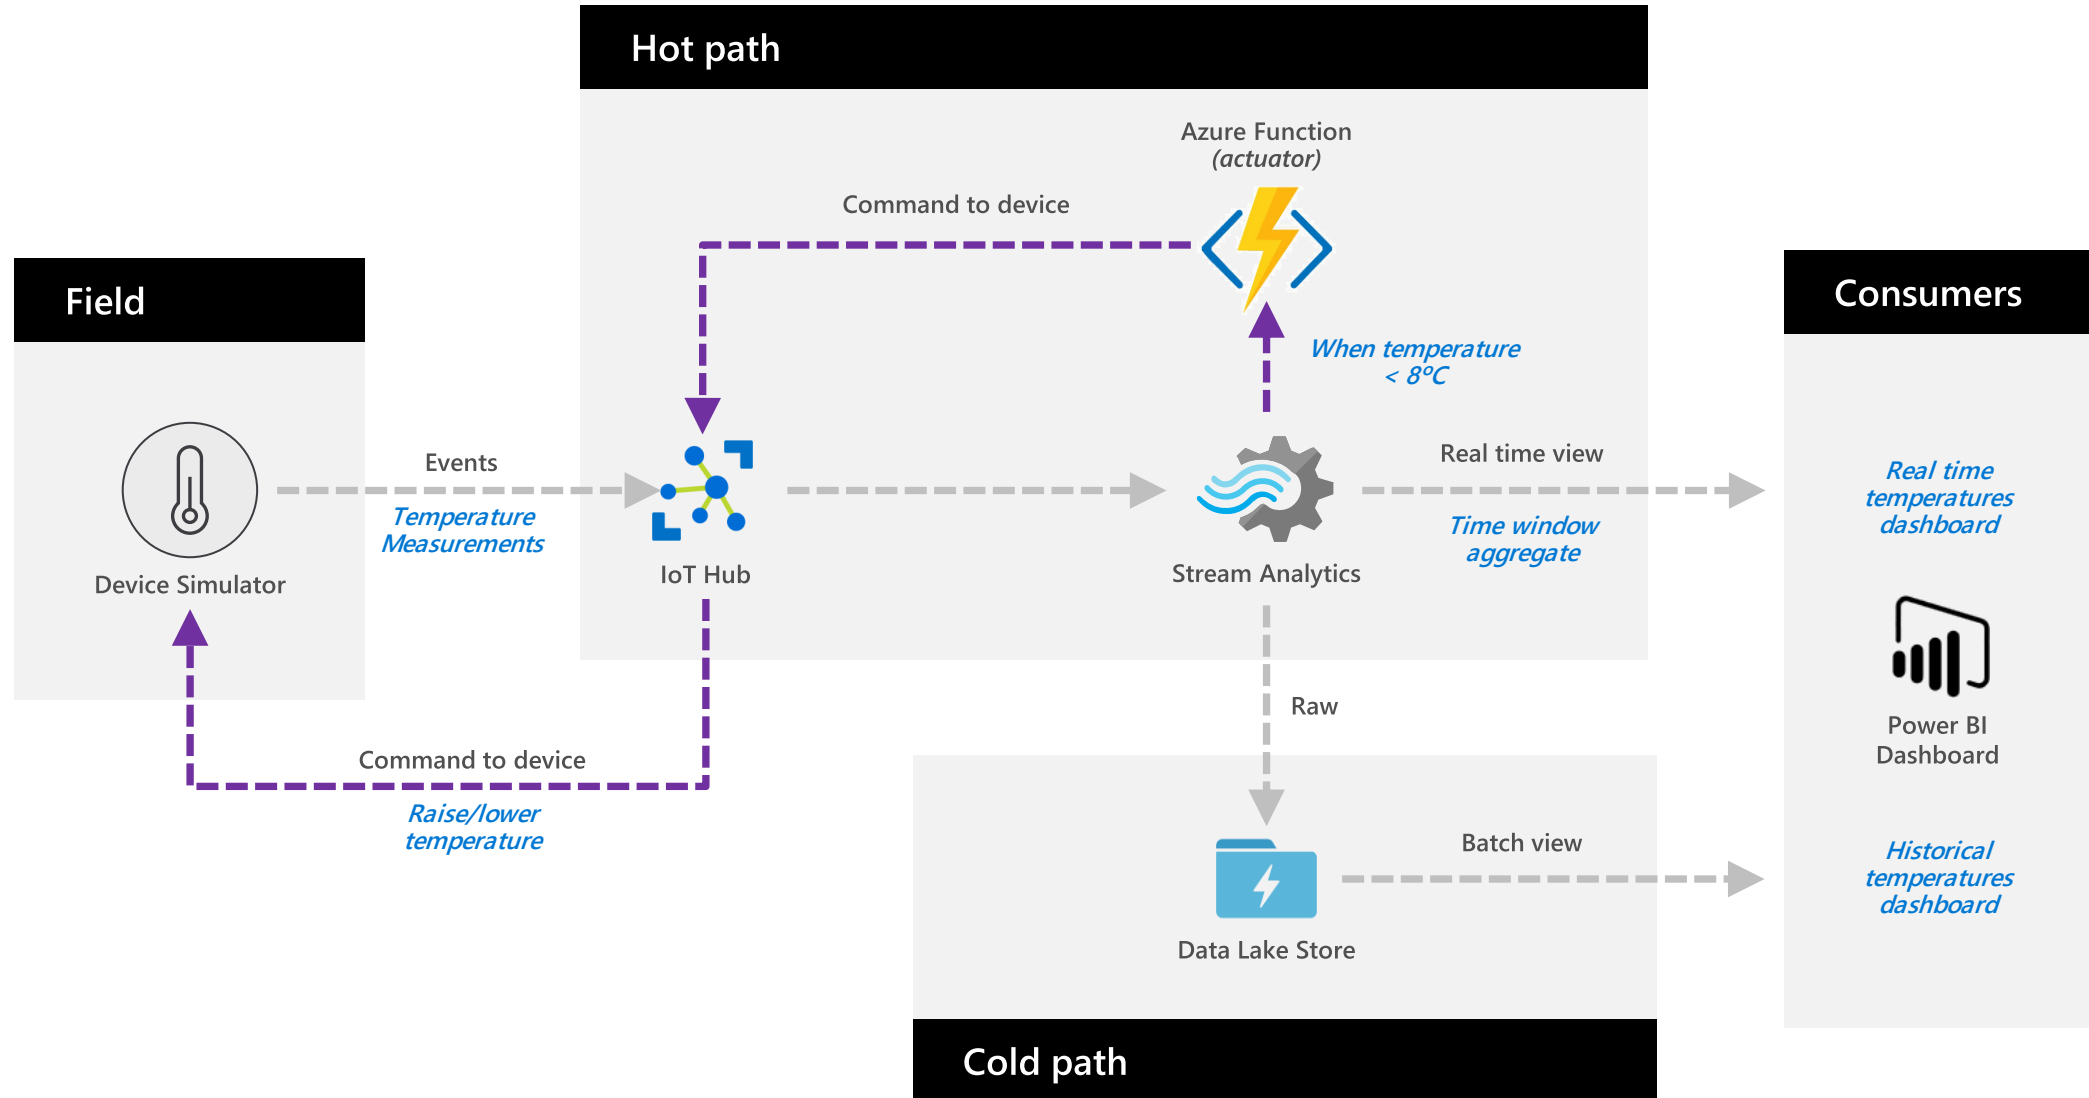 Hot path
Azure Function
(actuator)
Command to device
Field
Consumers
When temperature
< 8ºC
Events
Temperature
Measurements
Device Simulator
IoT Hub
Stream Analytics
Real time view
Time window
aggregate
Real time
temperatures
dashboard
Raw
Power BI
Dashboard
Command to device
Raise/lower
temperature
Batch view
Historical
temperatures
dashboard
Data Lake Store
Cold path